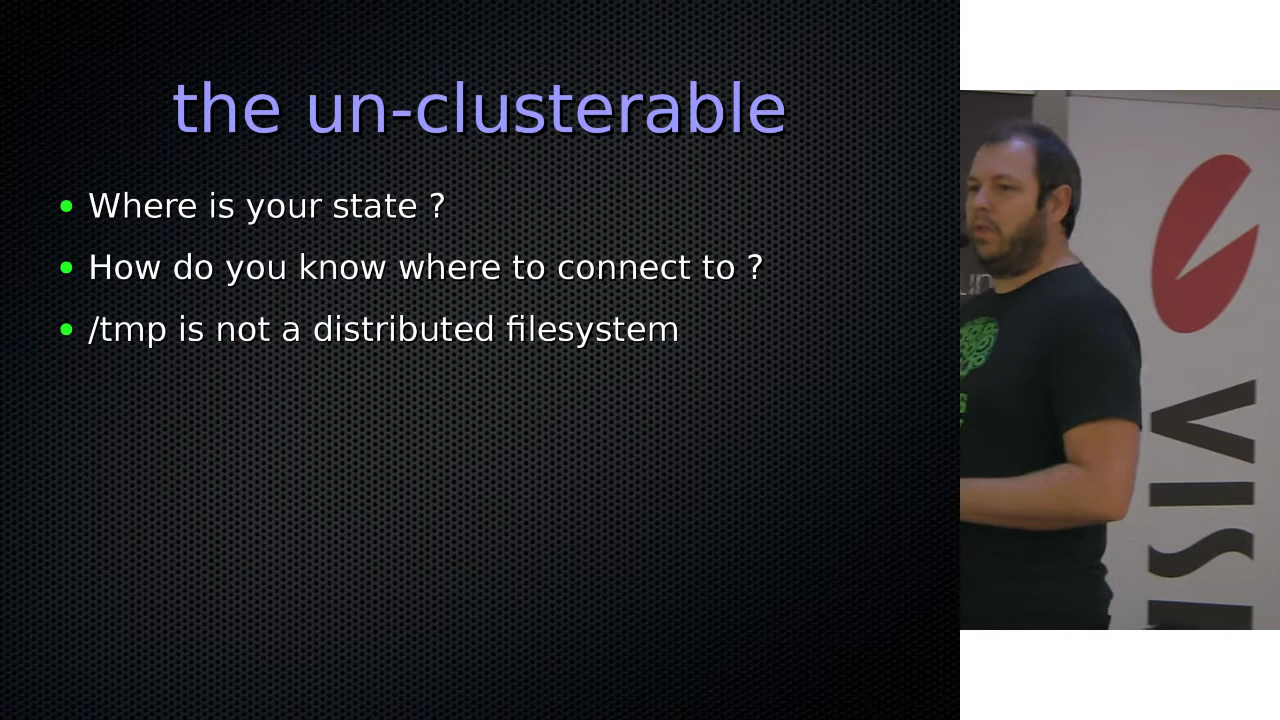 the un-clusterable
Where is your state ?
How do you know where to connect to ?
/tmp is not a distributed filesystem
VISI